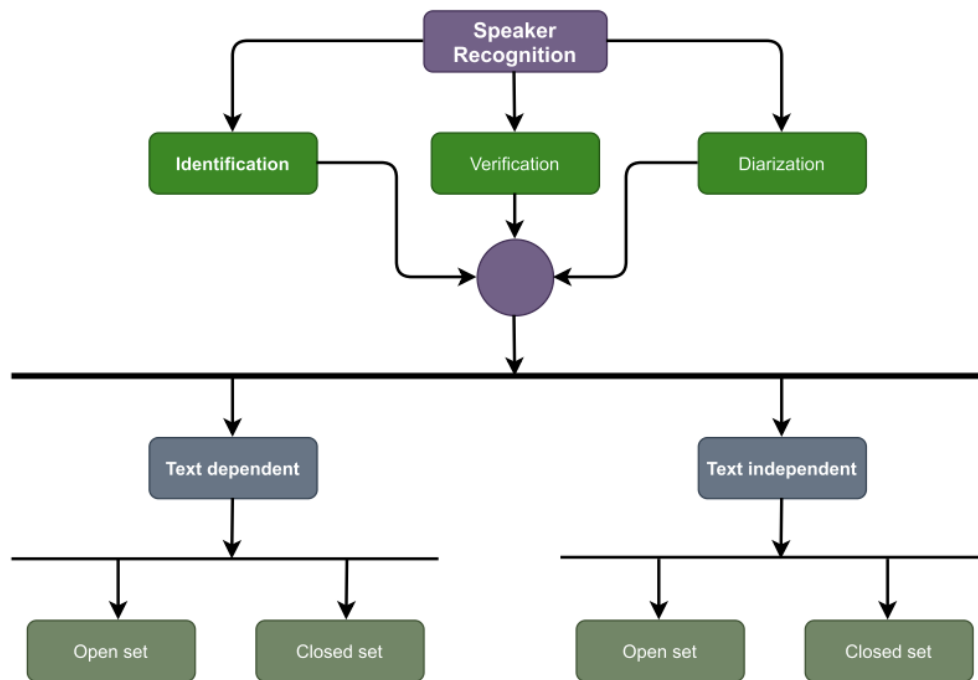 Speaker
Recognition
Identification
Verification
Diarization
Text dependent
Text independent
Open set
Closed set
Open set
Closed set